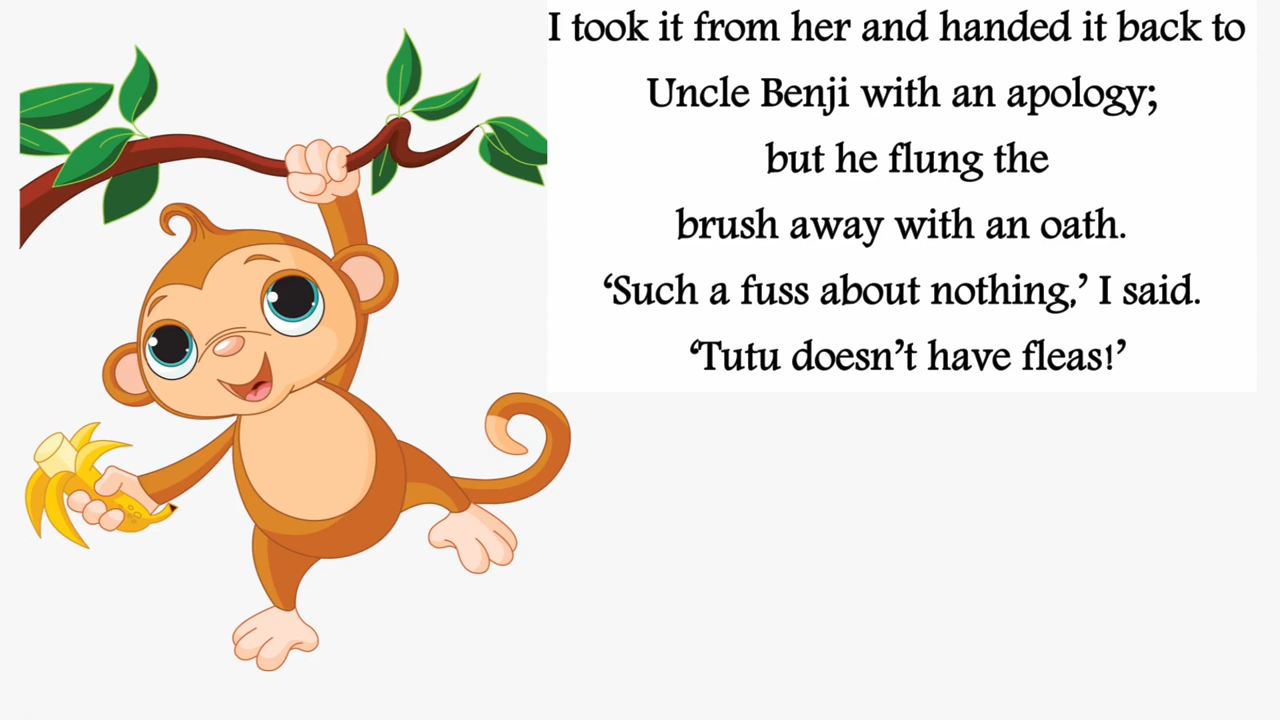 I took it from her and handed it back to
Uncle Benji with an apology;
but he flung the
brush away with an oath.
‘Such a fuss about nothing,’ I said.
‘Tutu doesn’t have fleas!’